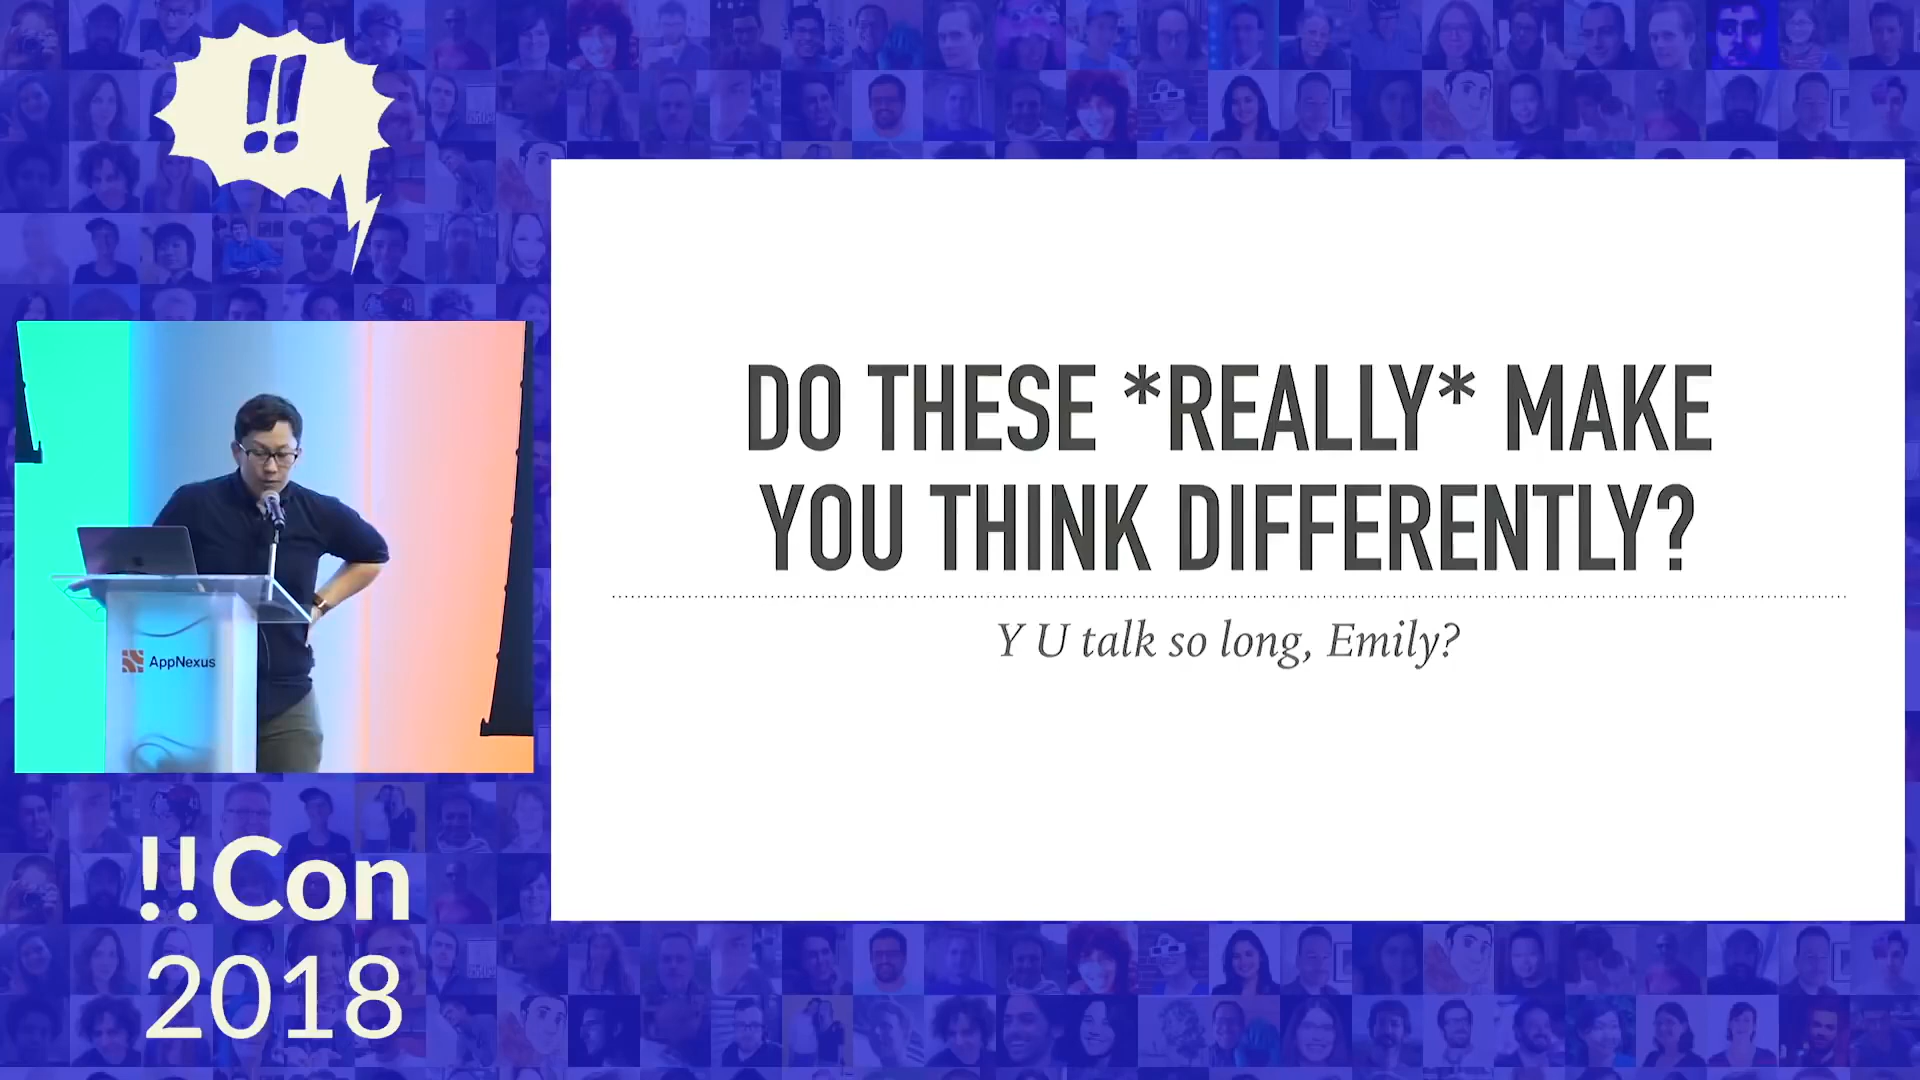 !!
DO THESE *REALLY* MAKE
YOU THINK DIFFERENTLY?
Y U talk so long, Emily?
AppNexus
!!Con
2018